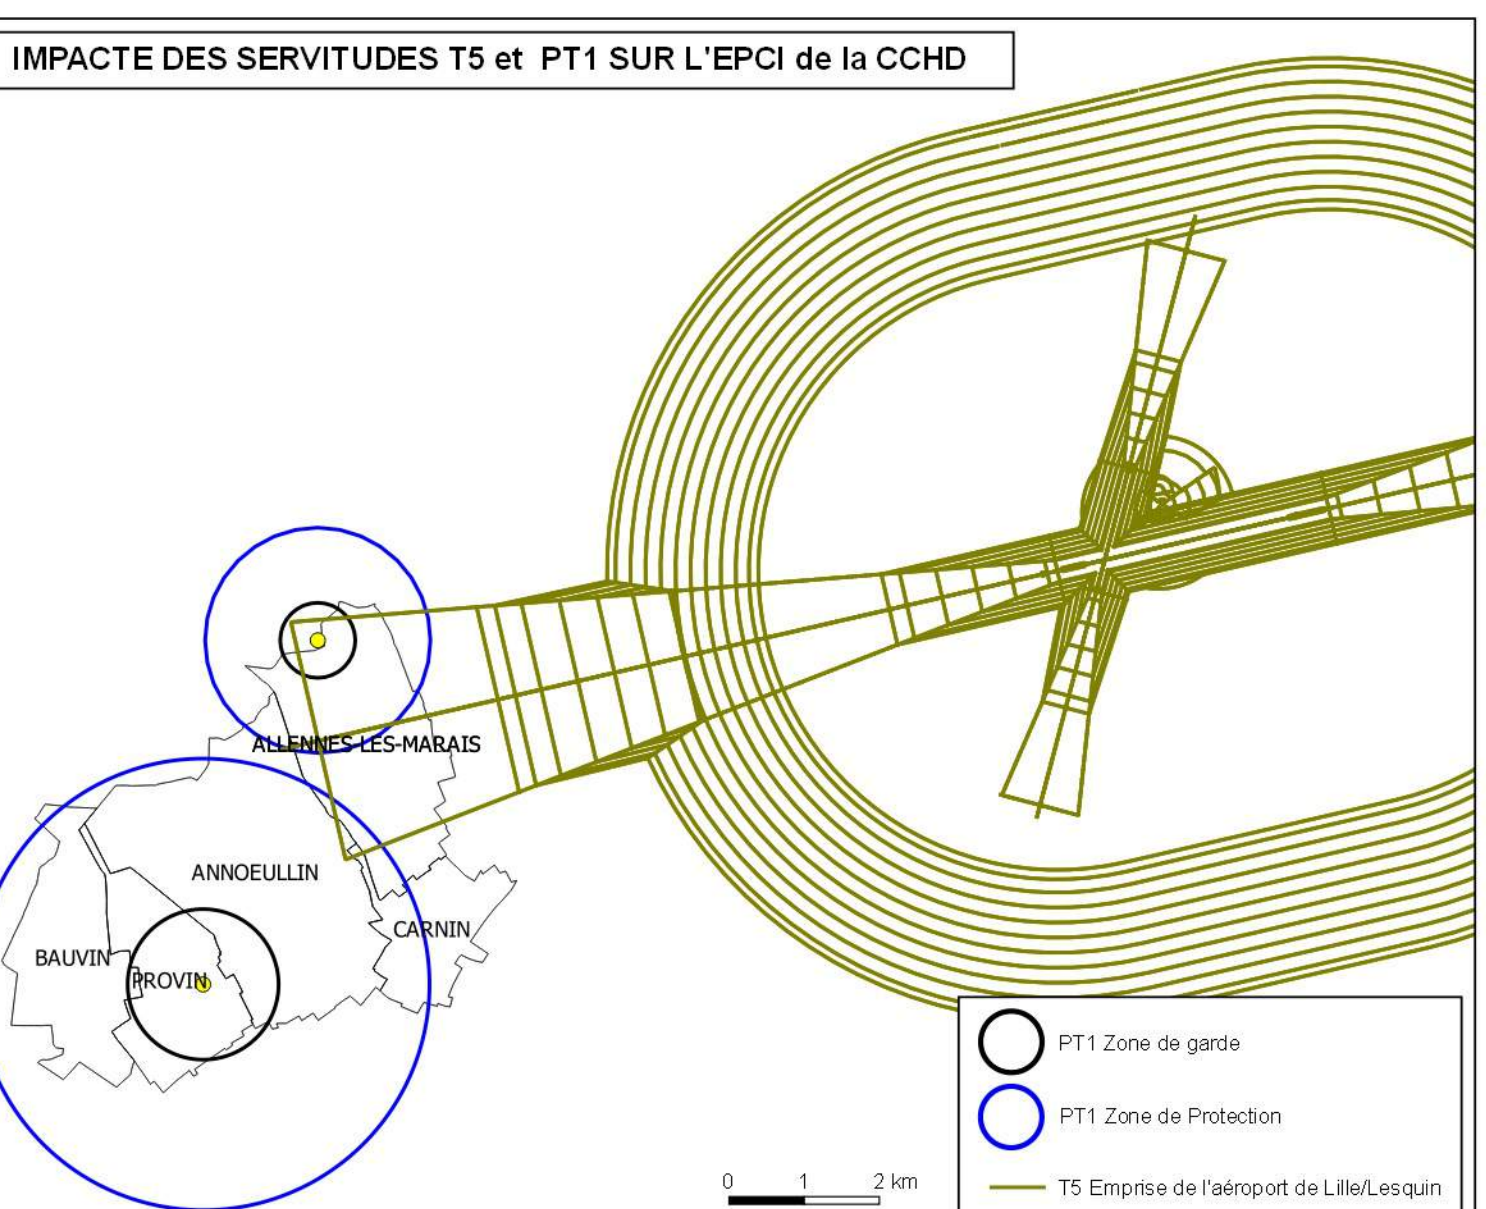 IMPACTE DES SERVITUDES T5 et PT1 SUR L'EPCI de la CCHD
ALLENNES-LES-MARAIS
ANNOEULLIN
CARNIN
BAUVIN
PROVIN
PT1 Zone de garde
PT1 Zone de Protection
0 1 2 km
T5 Emprise de l'aéroport de Lille/Lesquin